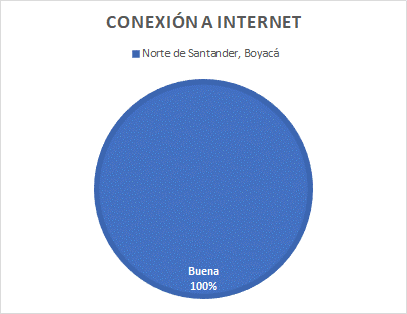 CONEXIÓN A INTERNET
Norte de Santander, Boyacá
Buena
100%